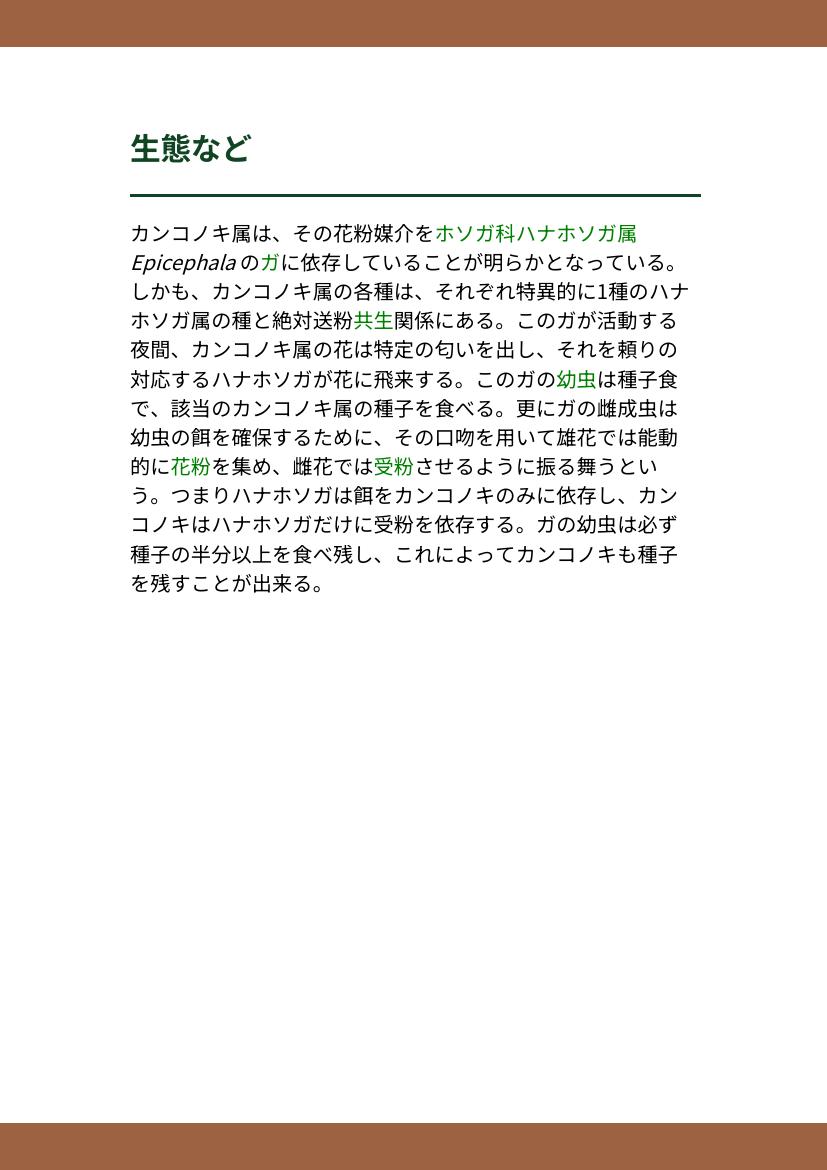 生態など
カンコノキ属は、その花粉媒介をホソガ科ハナホソガ属
Epicephala のガに依存していることが明らかとなっている。
しかも、カンコノキ属の各種は、それぞれ特異的に1種のハナ
ホソガ属の種と絶対送粉共生関係にある。このガが活動する
夜間、カンコノキ属の花は特定の匂いを出し、それを頼りの
対応するハナホソガが花に飛来する。このガの幼虫は種子食
で、該当のカンコノキ属の種子を食べる。更にガの雌成虫は
幼虫の餌を確保するために、その口吻を用いて雄花では能動
的に花粉を集め、雌花では受粉させるように振る舞うとい
う。つまりハナホソガは餌をカンコノキのみに依存し、カン
コノキはハナホソガだけに受粉を依存する。ガの幼虫は必ず
種子の半分以上を食べ残し、これによってカンコノキも種子
を残すことが出来る。